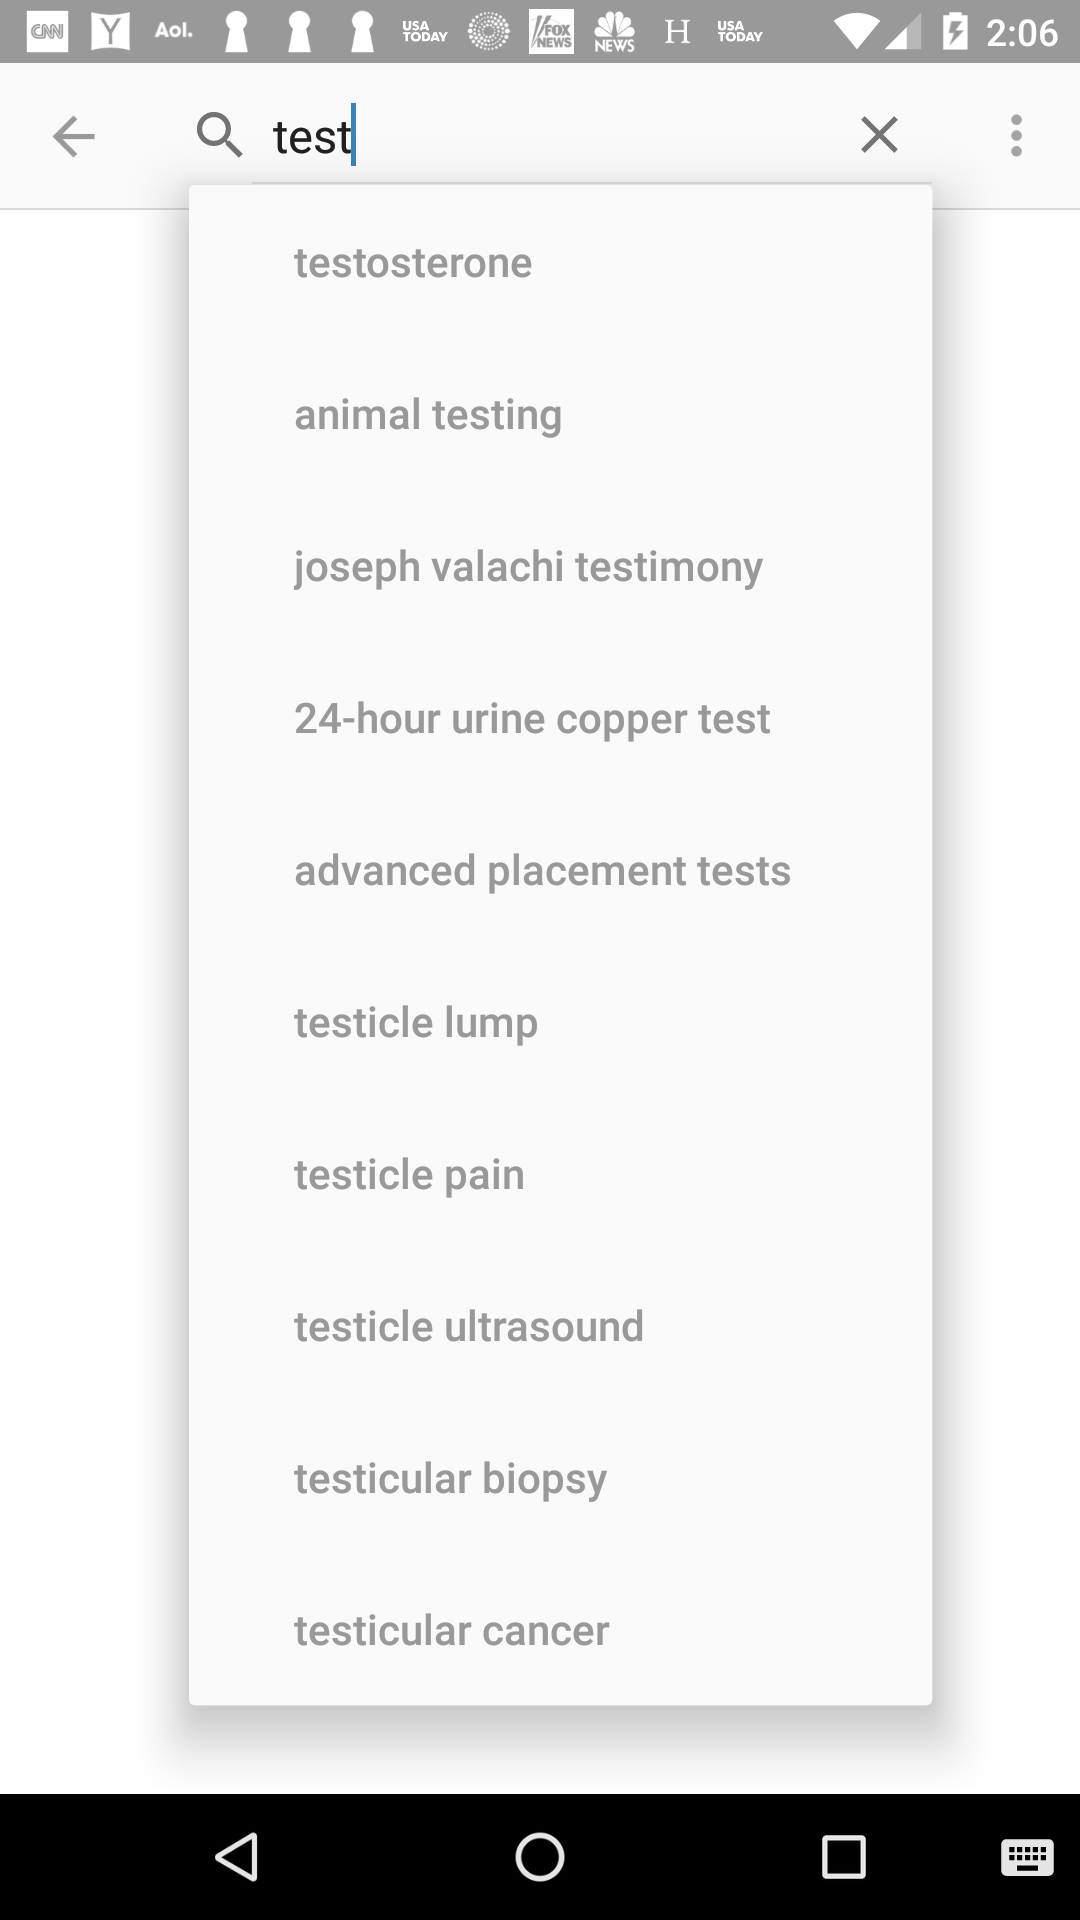 CNN Y Aol. USA TODAY FOX NEWS NEWS H USA TODAY 2:06
test
testosterone
animal testing
joseph valachi testimony
24-hour urine copper test
advanced placement tests
testicle lump
testicle pain
testicle ultrasound
testicular biopsy
testicular cancer